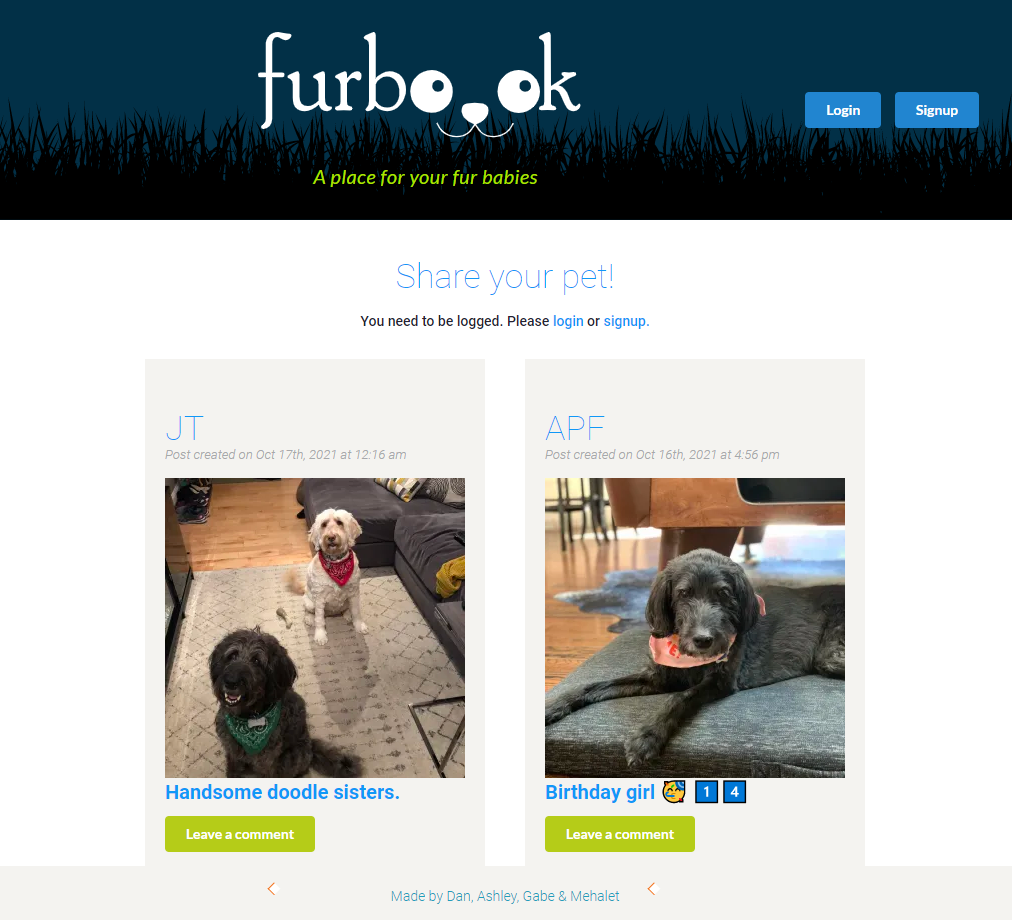 furbook
Login
Signup
A place for your fur babies
Share your pet!
You need to be logged. Please login or signup.
JT
Post created on Oct 17th, 2021 at 12:16 am
Handsome doodle sisters.
Leave a comment
APF
Post created on Oct 16th, 2021 at 4:56 pm
Birthday girl 🥳 1️⃣ 4️⃣
Leave a comment
Made by Dan, Ashley, Gabe & Mehalet